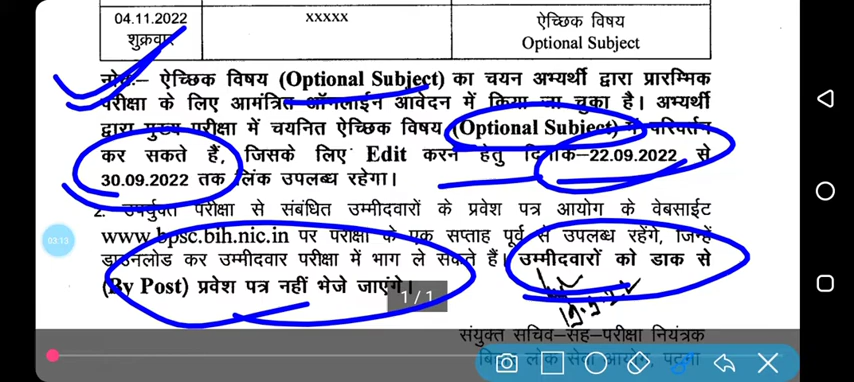 04.11.2022
शुक्रवार
xxxxx
ऐच्छिक विषय
Optional Subject
नोटः- ऐच्छिक विषय (Optional Subject) का चयन अभ्यर्थी द्वारा प्रारम्भिक
परीक्षा के लिए आमंत्रित ऑनलाईन आवेदन में किया जा चुका है। अभ्यर्थी
द्वारा मुख्य परीक्षा में चयनित ऐच्छिक विषय (Optional Subject) में परिवर्तन
कर सकते हैं, जिसके लिए Edit करने हेतु दिनांक-22.09.2022 से
30.09.2022 तक लिंक उपलब्ध रहेगा।
2. उपर्युक्त परीक्षा से संबंधित उम्मीदवारों के प्रवेश पत्र आयोग के वेबसाईट
www.bpsc.bih.nic.in पर परीक्षा के एक सप्ताह पूर्व से उपलब्ध रहेंगे, जिन्हें
डाउनलोड कर उम्मीदवार परीक्षा में भाग ले सकते हैं। उम्मीदवारों को डाक से
(By Post) प्रवेश पत्र नहीं भेजे जाएंगे।
1/1
संयुक्त सचिव-सह-परीक्षा नियंत्रक
बिहार लोक सेवा आयोग, पटना
03:13